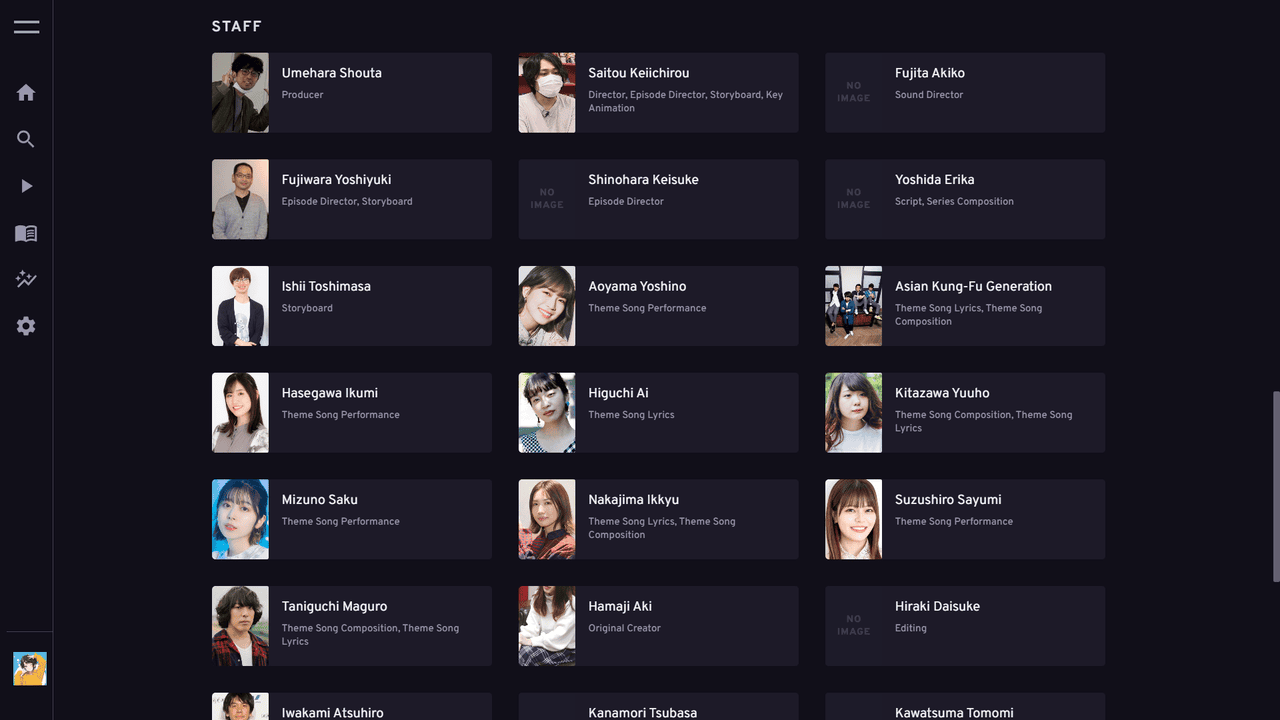 STAFF
Umehara Shouta
Producer
Saitou Keiichirou
Director, Episode Director, Storyboard, Key
Animation
NO
IMAGE
Fujita Akiko
Sound Director
Fujiwara Yoshiyuki
Episode Director, Storyboard
NO
IMAGE
Shinohara Keisuke
Episode Director
NO
IMAGE
Yoshida Erika
Script, Series Composition
Ishii Toshimasa
Storyboard
Aoyama Yoshino
Theme Song Performance
Asian Kung-Fu Generation
Theme Song Lyrics, Theme Song
Composition
Hasegawa Ikumi
Theme Song Performance
Higuchi Ai
Theme Song Lyrics
Kitazawa Yuuho
Theme Song Composition, Theme Song
Lyrics
Mizuno Saku
Theme Song Performance
Nakajima Ikkyu
Theme Song Lyrics, Theme Song
Composition
Suzushiro Sayumi
Theme Song Performance
Taniguchi Maguro
Theme Song Composition, Theme Song
Lyrics
Hamaji Aki
Original Creator
NO
IMAGE
Hiraki Daisuke
Editing
Iwakami Atsuhiro
Kanamori Tsubasa
Kawatsuma Tomomi